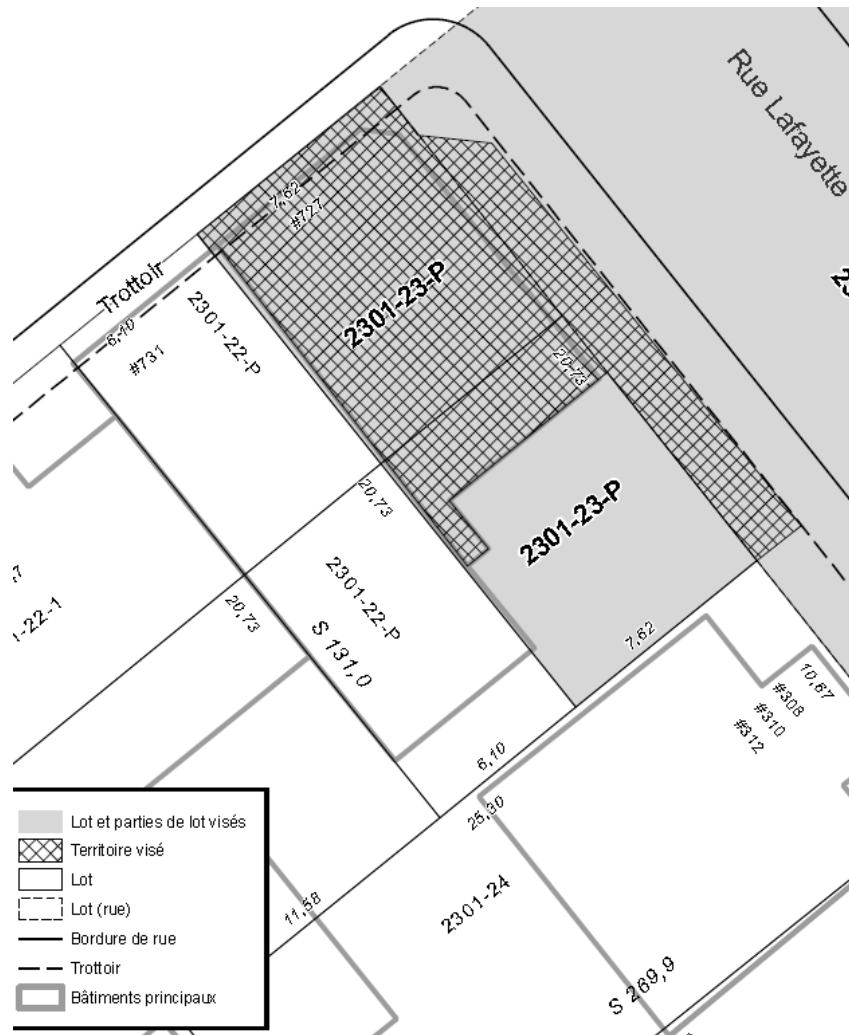 Rue Lafayette
7,62
#727
Trottoir
2301-23-P
6,10
2301-22-P
#731
20,73
20,73
2301-23-P
2301-22-P
20,73
S 131,0
7,62
10,67
#308
#310
#312
6,10
25,30
11,58
2301-24
S 269,9
Lot et parties de lot visés
Territoire visé
Lot
Lot (rue)
Bordure de rue
Trottoir
Bâtiments principaux